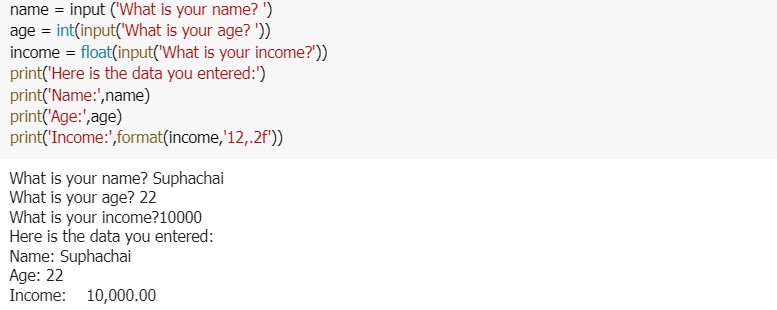 name = input ('What is your name? ')
age = int(input('What is your age? '))
income = float(input('What is your income?'))
print('Here is the data you entered:')
print('Name:',name)
print('Age:',age)
print('Income:',format(income,'12,.2f'))
What is your name? Suphachai
What is your age? 22
What is your income?10000
Here is the data you entered:
Name: Suphachai
Age: 22
Income:    10,000.00